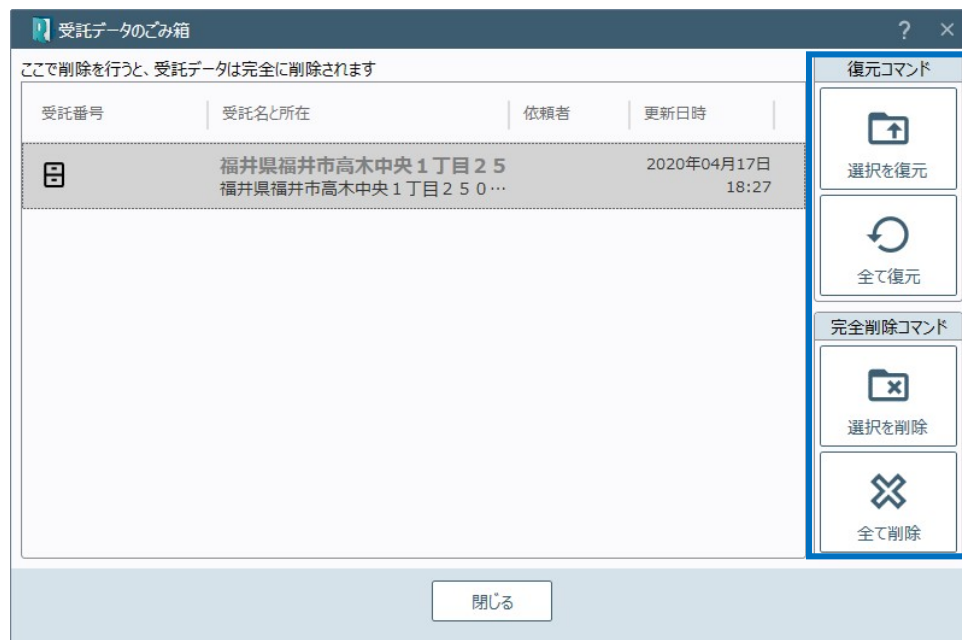 受託データのごみ箱
?
×
ここで削除を行うと、受託データは完全に削除されます
受託番号
受託名と所在
依頼者
更新日時
福井県福井市高木中央1丁目25
福井県福井市高木中央1丁目250…
2020年04月17日
18:27
復元コマンド
選択を復元
全て復元
完全削除コマンド
選択を削除
全て削除
閉じる